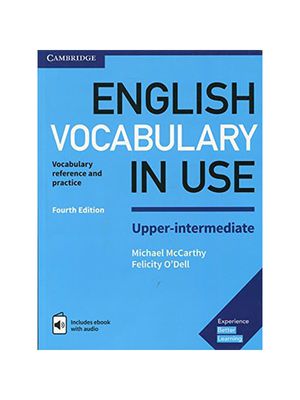 CAMBRIDGE
ENGLISH
VOCABULARY
IN USE
Vocabulary
reference and
practice
Fourth Edition
Upper-intermediate
Michael McCarthy
Felicity O'Dell
Includes ebook
with audio
Experience
Better
Learning